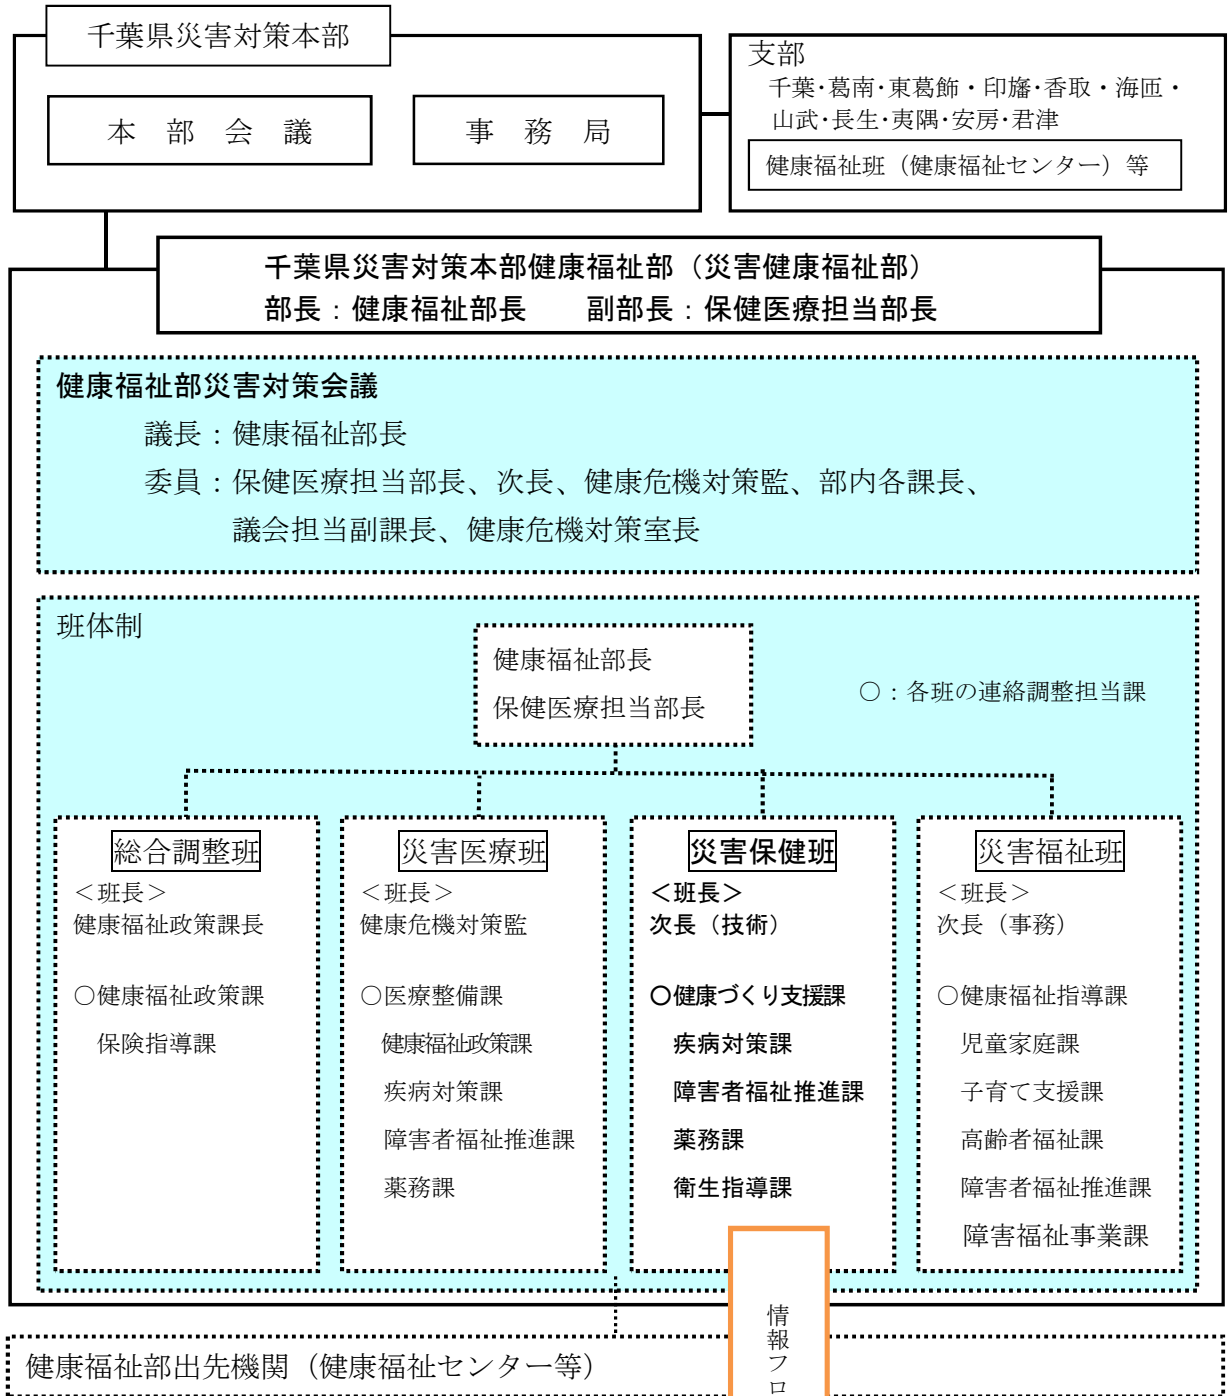 千葉県災害対策本部
本 部 会 議
事 務 局
支部
千葉・葛南・東葛飾・印旛・香取・海匝・
山武・長生・夷隅・安房・君津
健康福祉班（健康福祉センター）等
千葉県災害対策本部健康福祉部（災害健康福祉部）
部長：健康福祉部長　　副部長：保健医療担当部長
健康福祉部災害対策会議
議長：健康福祉部長
委員：保健医療担当部長、次長、健康危機対策監、部内各課長、
議会担当副課長、健康危機対策室長
班体制
健康福祉部長
保健医療担当部長
○：各班の連絡調整担当課
総合調整班
＜班長＞
健康福祉政策課長
○健康福祉政策課
保険指導課
災害医療班
＜班長＞
健康危機対策監
○医療整備課
健康福祉政策課
疾病対策課
障害者福祉推進課
薬務課
災害保健班
＜班長＞
次長（技術）
○健康づくり支援課
疾病対策課
障害者福祉推進課
薬務課
衛生指導課
災害福祉班
＜班長＞
次長（事務）
○健康福祉指導課
児童家庭課
子育て支援課
高齢者福祉課
障害者福祉推進課
障害福祉事業課
情報フロ
健康福祉部出先機関（健康福祉センター等）